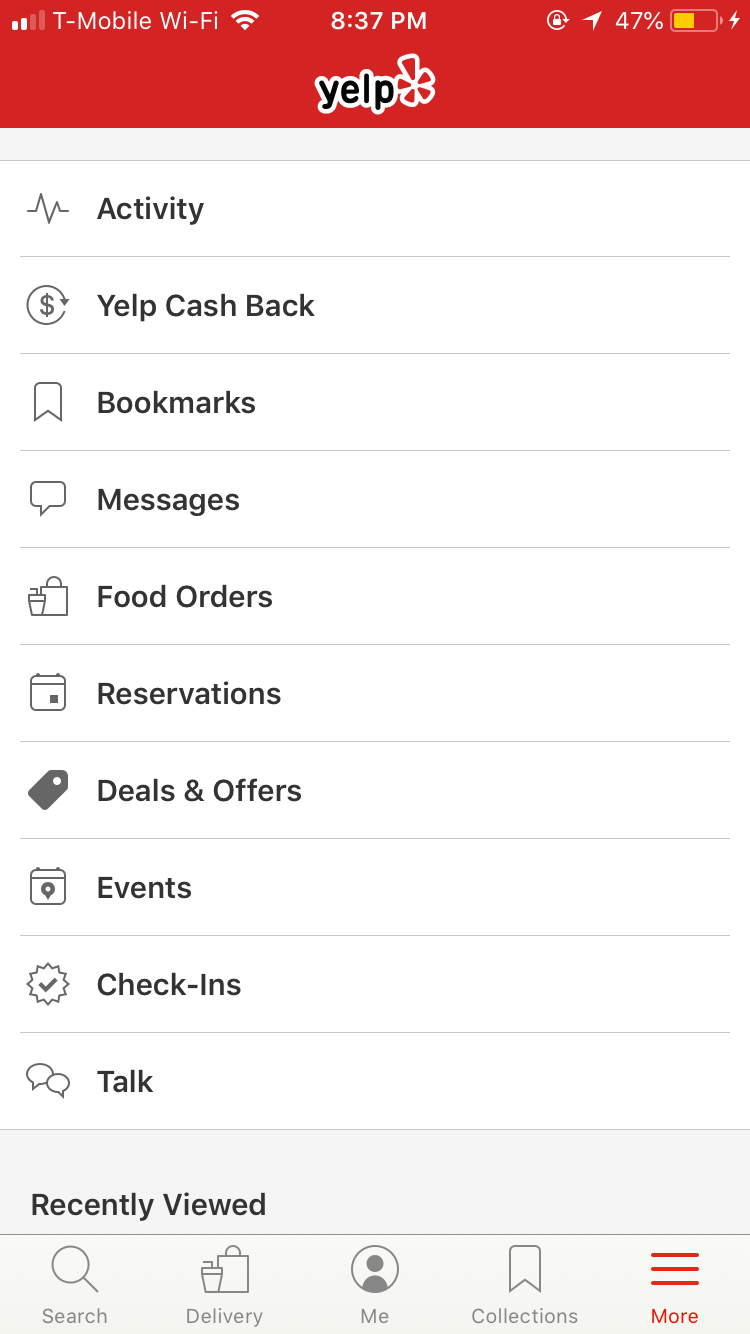 T-Mobile Wi-Fi 8:37 PM 47%
yelp
Activity
Yelp Cash Back
Bookmarks
Messages
Food Orders
Reservations
Deals & Offers
Events
Check-Ins
Talk
Recently Viewed
Search Delivery Me Collections More